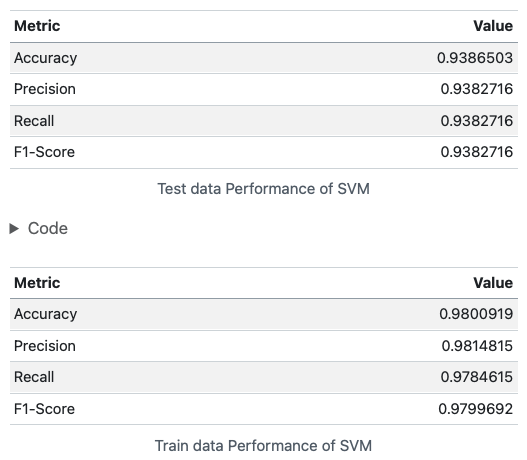 Metric Value
Accuracy 0.9386503
Precision 0.9382716
Recall 0.9382716
F1-Score 0.9382716
Test data Performance of SVM
▶ Code
Metric Value
Accuracy 0.9800919
Precision 0.9814815
Recall 0.9784615
F1-Score 0.9799692
Train data Performance of SVM